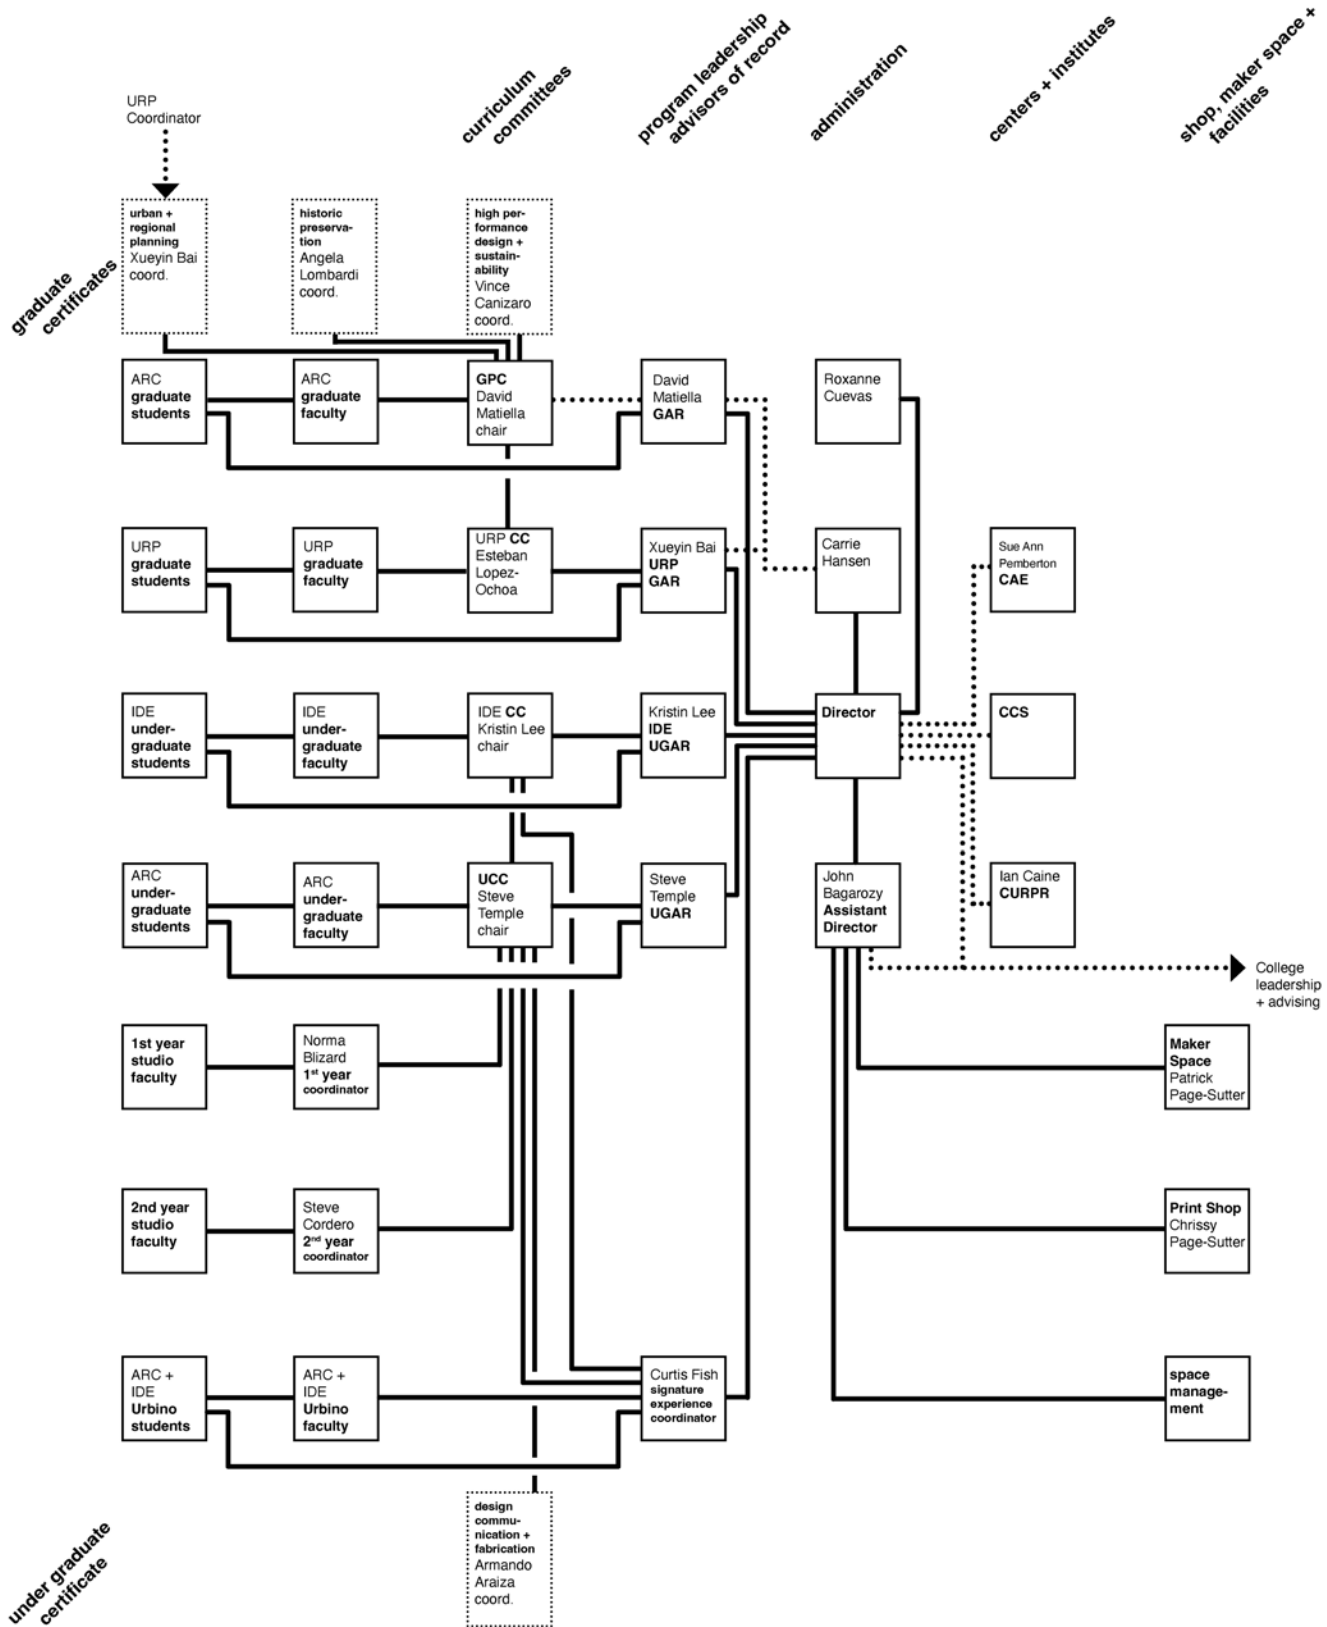 curriculum
committees
program leadership
advisors of record
administration
centers + institutes
shop, maker space +
facilities
URP
Coordinator
graduate
certificates
urban +
regional
planning
Xueyin Bai
coord.
historic
preserva-
tion
Angela
Lombardi
coord.
high per-
formance
design +
sustain-
ability
Vince
Canizaro
coord.
ARC
graduate
students
ARC
graduate
faculty
GPC
David
Matiella
chair
David
Matiella
GAR
Roxanne
Cuevas
URP
graduate
students
URP
graduate
faculty
URP CC
Esteban
Lopez-
Ochoa
Xueyin Bai
URP
GAR
Carrie
Hansen
Sue Ann
Pemberton
CAE
IDE
under-
graduate
students
IDE
under-
graduate
faculty
IDE CC
Kristin Lee
chair
Kristin Lee
IDE
UGAR
Director
CCS
ARC
under-
graduate
students
ARC
under-
graduate
faculty
UCC
Steve
Temple
chair
Steve
Temple
UGAR
John
Bagarozy
Assistant
Director
Ian Caine
CURPR
College
leadership
+ advising
1st year
studio
faculty
Norma
Blizard
1st year
coordinator
Maker
Space
Patrick
Page-Sutter
2nd year
studio
faculty
Steve
Cordero
2nd year
coordinator
Print Shop
Chrissy
Page-Sutter
ARC +
IDE
Urbino
students
ARC +
IDE
Urbino
faculty
Curtis Fish
signature
experience
coordinator
space
manage-
ment
under graduate
certificate
design
commu-
nication +
fabrication
Armando
Araiza
coord.